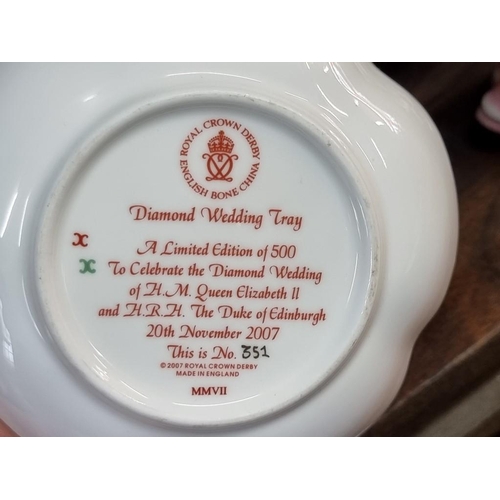 ROYAL CROWN DERBY
ENGLISH BONE CHINA
Diamond Wedding Tray
A Limited Edition of 500
To Celebrate the Diamond Wedding
of H.M. Queen Elizabeth II
and H.R.H. The Duke of Edinburgh
20th November 2007
This is No. 351
© 2007 ROYAL CROWN DERBY
MADE IN ENGLAND
MMVII